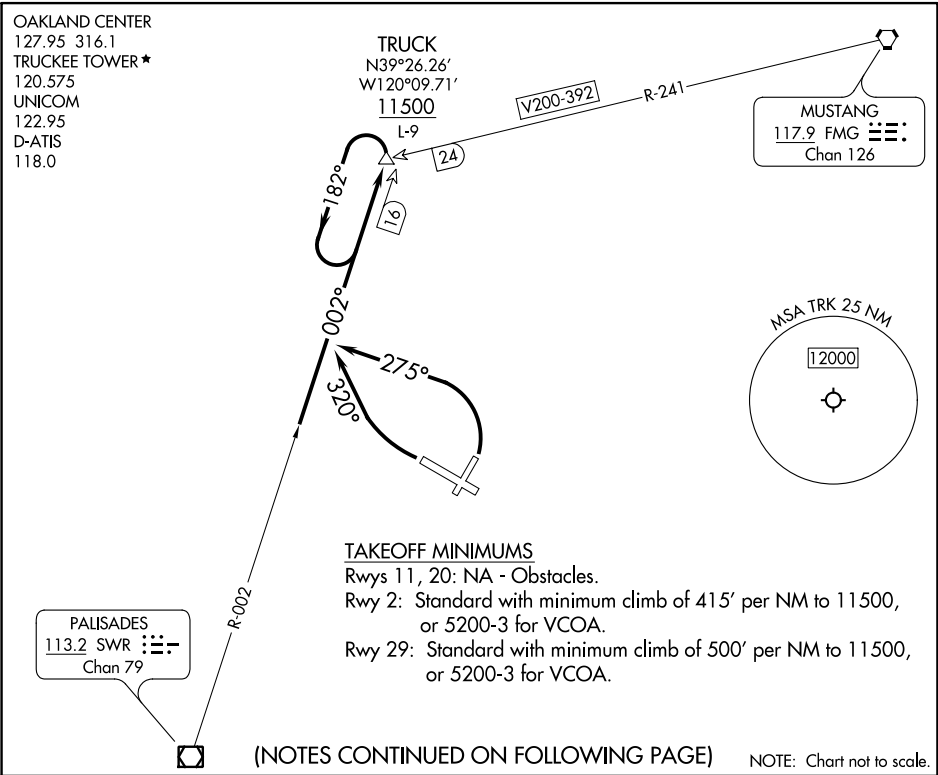 OAKLAND CENTER
127.95 316.1
TRUCKEE TOWER★
120.575
UNICOM
122.95
D-ATIS
118.0
TRUCK
N39°26.26'
W120°09.71'
11500
L-9
V200-392
R-241
24
MUSTANG
117.9 FMG
Chan 126
182°
16
002°
275°
320°
MSA TRK 25 NM
12000
R-002
TAKEOFF MINIMUMS
Rwys 11, 20: NA - Obstacles.
Rwy 2: Standard with minimum climb of 415' per NM to 11500,
or 5200-3 for VCOA.
Rwy 29: Standard with minimum climb of 500' per NM to 11500,
or 5200-3 for VCOA.
PALISADES
113.2 SWR
Chan 79
(NOTES CONTINUED ON FOLLOWING PAGE)
NOTE: Chart not to scale.